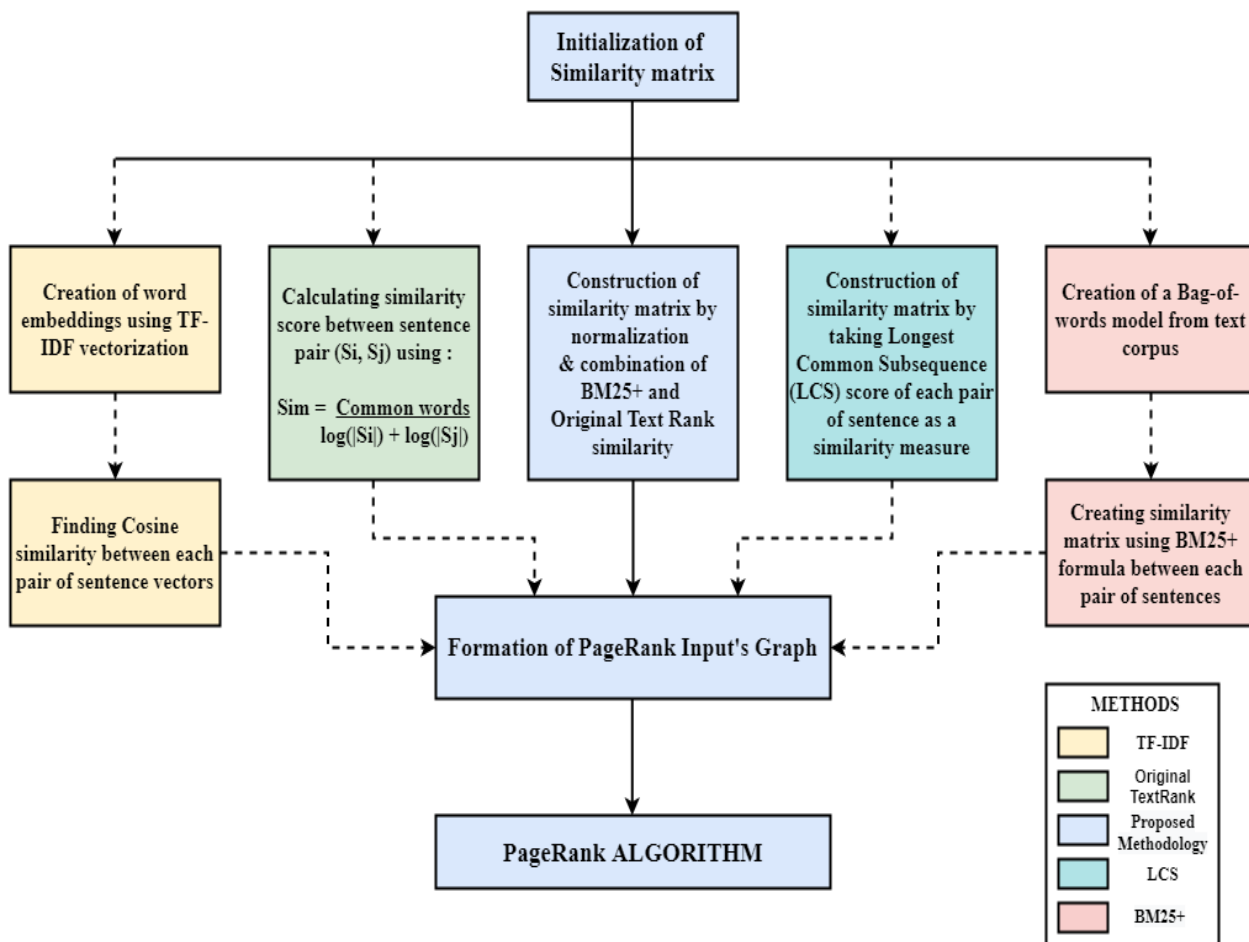 Initialization of
Similarity matrix
Creation of word
embeddings using TF-
IDF vectorization
Calculating similarity
score between sentence
pair (Si, Sj) using :
Sim = Common words
log(|Si|) + log(|Sj|)
Construction of
similarity matrix by
normalization
& combination of
BM25+ and
Original Text Rank
similarity
Construction of
similarity matrix by
taking Longest
Common Subsequence
(LCS) score of each pair
of sentence as a
similarity measure
Creation of a Bag-of-
words model from text
corpus
Finding Cosine
similarity between each
pair of sentence vectors
Creating similarity
matrix using BM25+
formula between each
pair of sentences
Formation of PageRank Input's Graph
PageRank ALGORITHM
METHODS
TF-IDF
Original
TextRank
Proposed
Methodology
LCS
BM25+